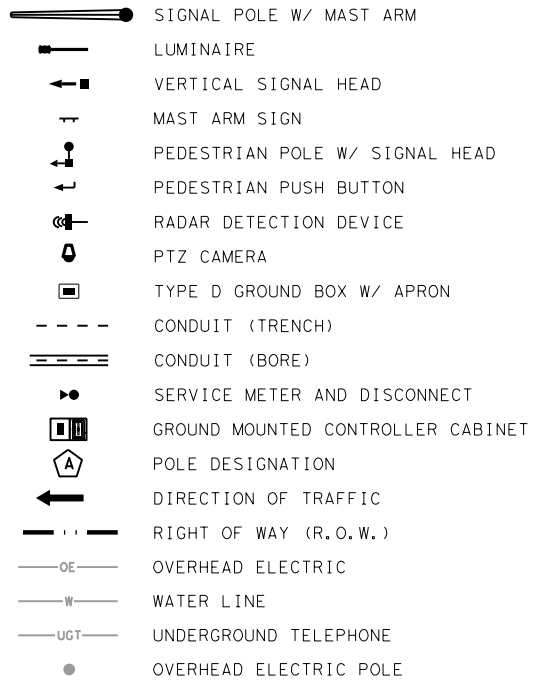 SIGNAL POLE W/ MAST ARM
LUMINAIRE
VERTICAL SIGNAL HEAD
MAST ARM SIGN
PEDESTRIAN POLE W/ SIGNAL HEAD
PEDESTRIAN PUSH BUTTON
RADAR DETECTION DEVICE
PTZ CAMERA
TYPE D GROUND BOX W/ APRON
CONDUIT (TRENCH)
CONDUIT (BORE)
SERVICE METER AND DISCONNECT
GROUND MOUNTED CONTROLLER CABINET
A POLE DESIGNATION
DIRECTION OF TRAFFIC
RIGHT OF WAY (R.O.W.)
OE OVERHEAD ELECTRIC
W WATER LINE
UGT UNDERGROUND TELEPHONE
OVERHEAD ELECTRIC POLE